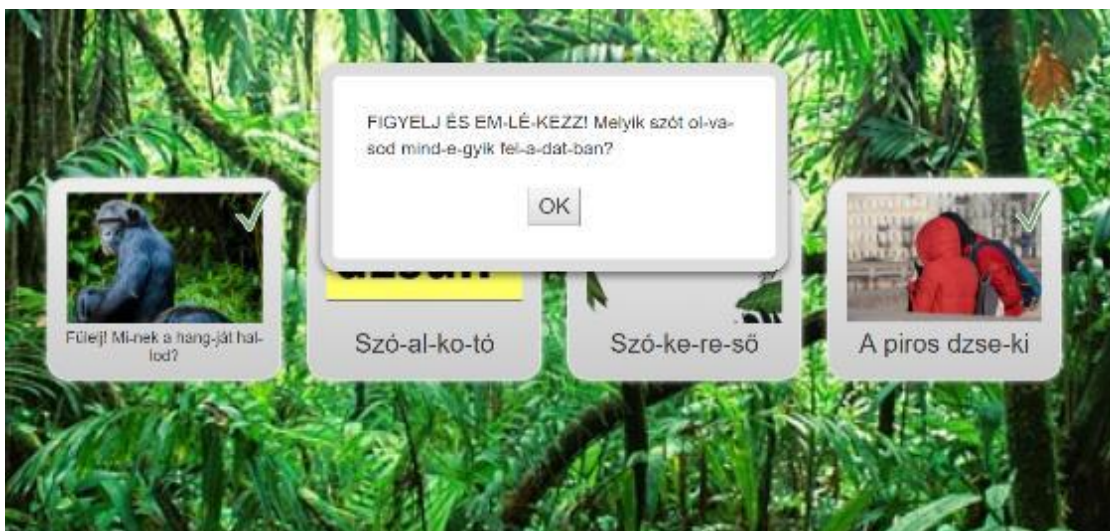 FIGYELJ ÉS EM-LÉ-KEZZ! Melyik szót ol-va-
sod mind-e-gyik fel-a-dat-ban?
OK
Fülelj! Mi-nek a hang-ját hal-
lod?
Szó-al-ko-tó
Szó-ke-re-ső
A piros dzse-ki